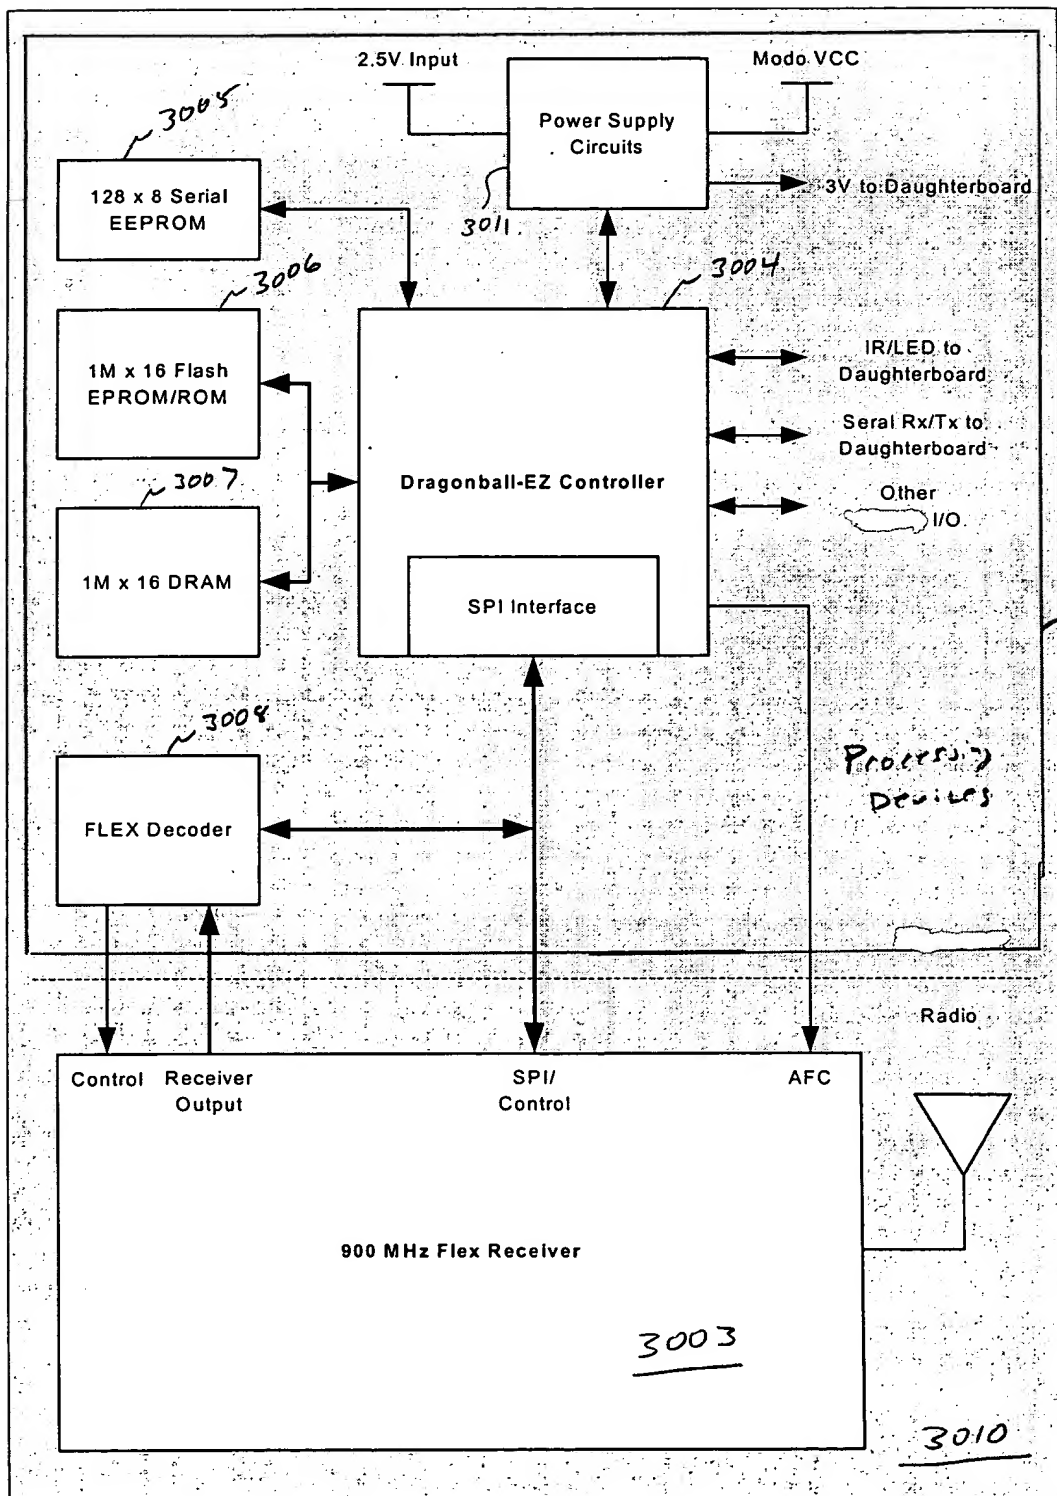 2.5V Input
Modo VCC
3005
Power Supply
Circuits
128 x 8 Serial
EEPROM
3V to Daughterboard
3011
3006
3004
1M x 16 Flash
EPROM/ROM
IR/LED to
Daughterboard
Seral Rx/Tx to
Daughterboard
Dragonball-EZ Controller
3007
Other
I/O
1M x 16 DRAM
SPI Interface
3008
Processing
Devices
FLEX Decoder
Radio
Control
Receiver
Output
SPI/
Control
AFC
900 MHz Flex Receiver
3003
3010